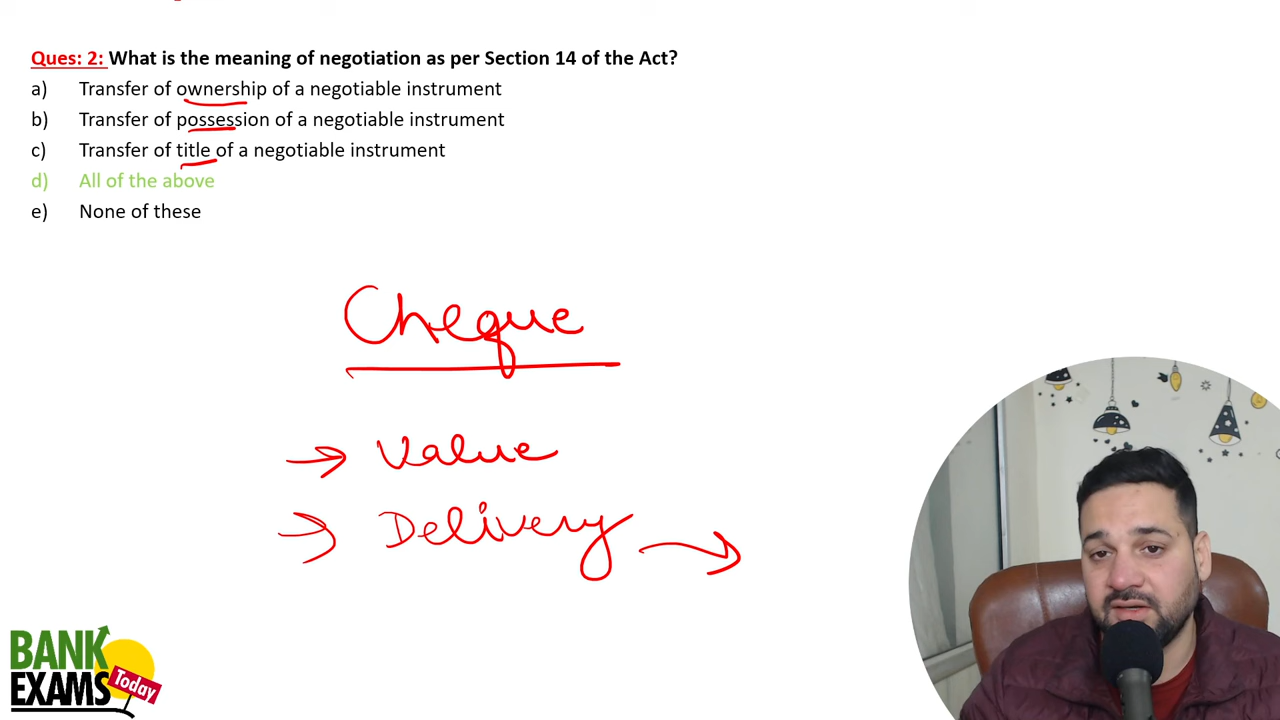 Ques: 2: What is the meaning of negotiation as per Section 14 of the Act?
a) Transfer of ownership of a negotiable instrument
b) Transfer of possession of a negotiable instrument
c) Transfer of title of a negotiable instrument
d) All of the above
e) None of these
Cheque
→ Value
→ Delivery →
BANK
EXAMS
Today